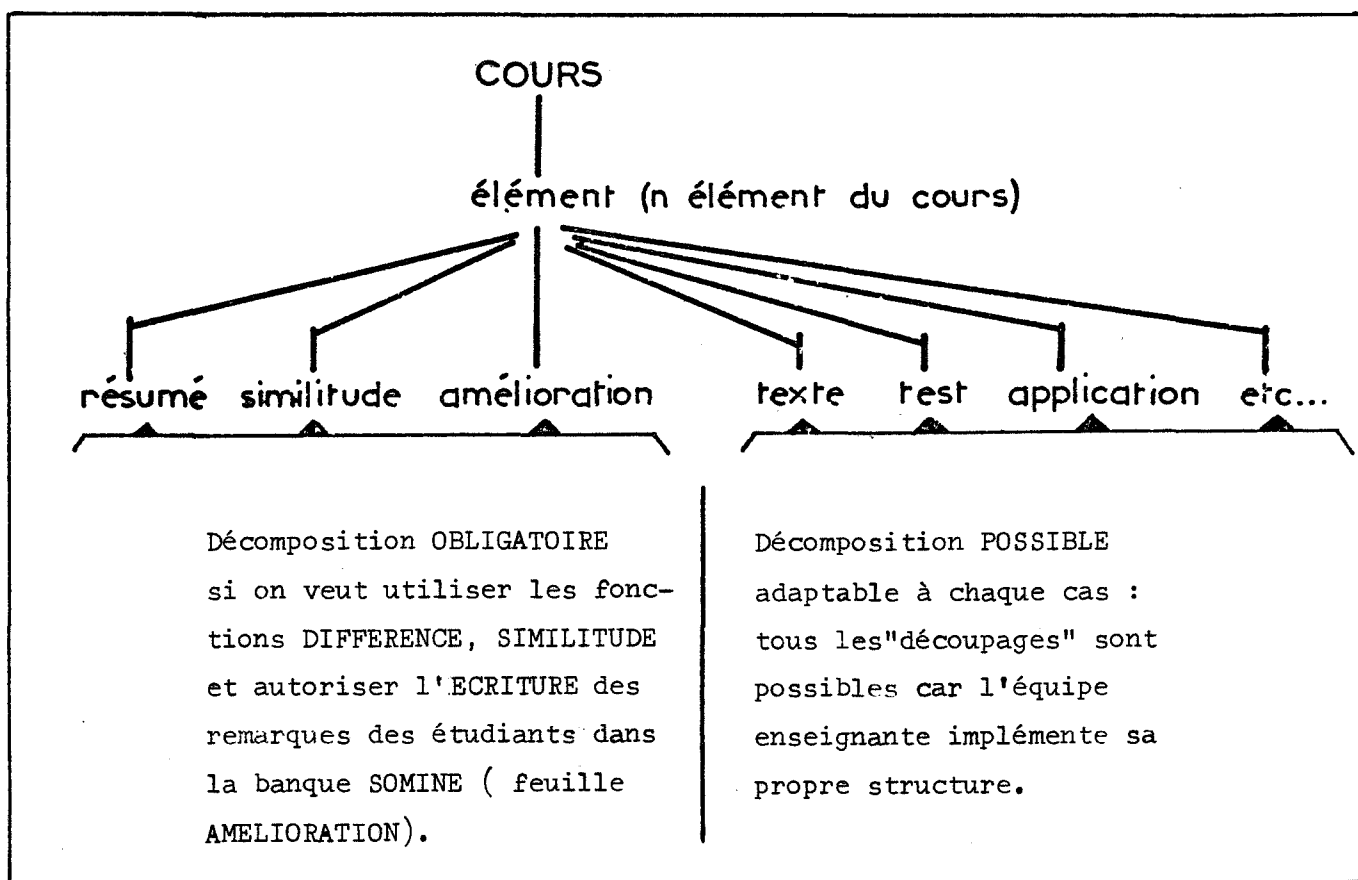 COURS
élément (n élément du cours)
résumé similitude amélioration texte test application etc...
Décomposition OBLIGATOIRE
si on veut utiliser les fonc-
tions DIFFERENCE, SIMILITUDE
et autoriser l'ECRITURE des
remarques des étudiants dans
la banque SOMINE ( feuille
AMELIORATION).
Décomposition POSSIBLE
adaptable à chaque cas :
tous les"découpages" sont
possibles car l'équipe
enseignante implémente sa
propre structure.